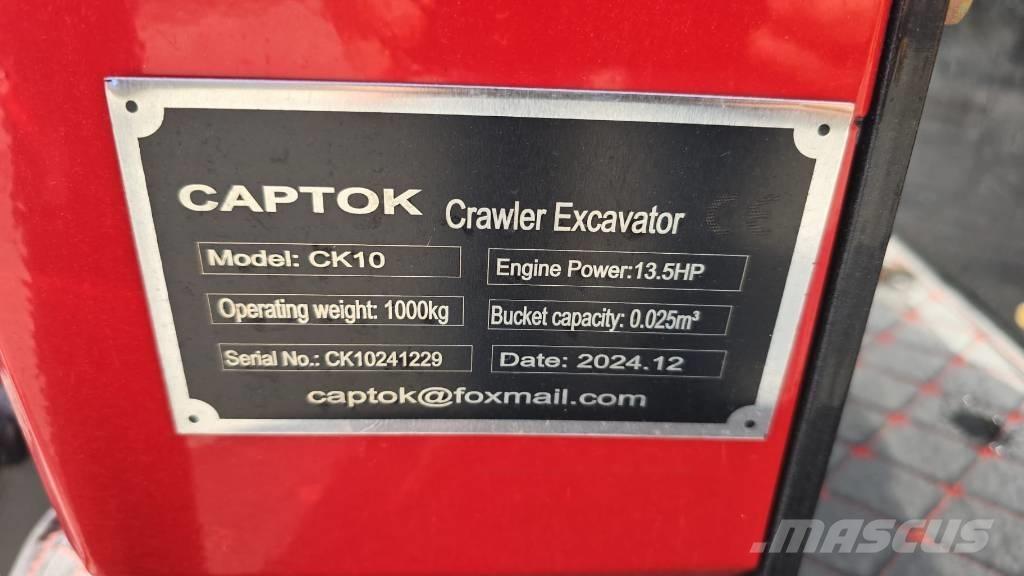 CAPTOK Crawler Excavator CE
Model: CK10
Engine Power:13.5HP
Operating weight: 1000kg
Bucket capacity: 0.025m³
Serial No.: CK10241229
Date: 2024.12
captok@foxmail.com
MASCUS